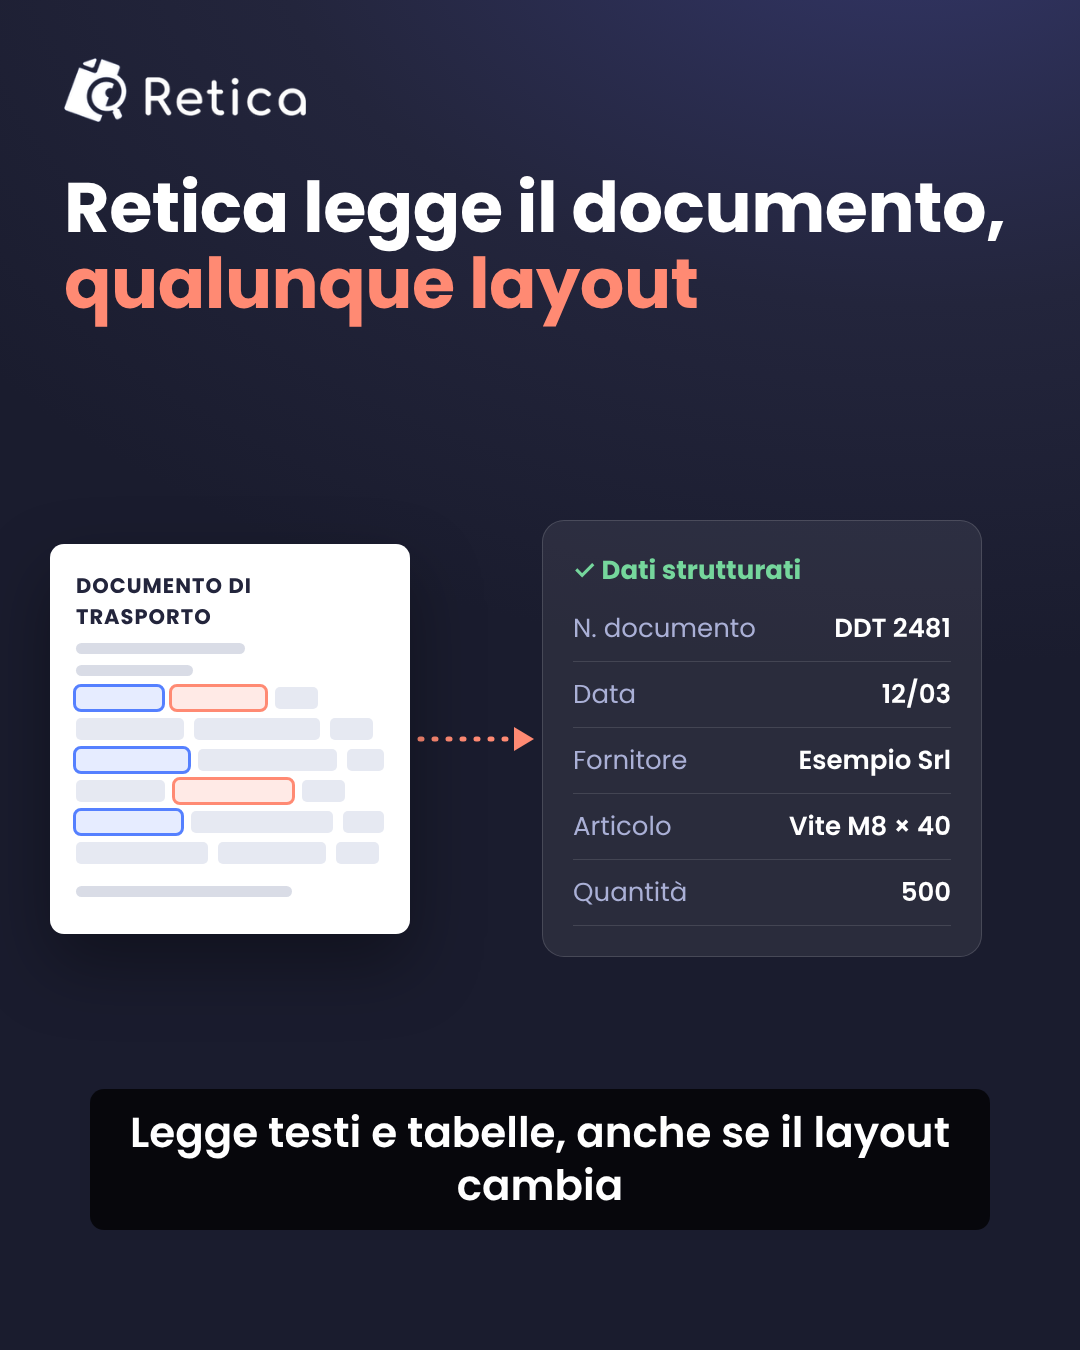 Retica
Retica legge il documento,
qualunque layout
DOCUMENTO DI
TRASPORTO
✓ Dati strutturati
N. documento DDT 2481
Data 12/03
Fornitore Esempio Srl
Articolo Vite M8 × 40
Quantità 500
Legge testi e tabelle, anche se il layout
cambia